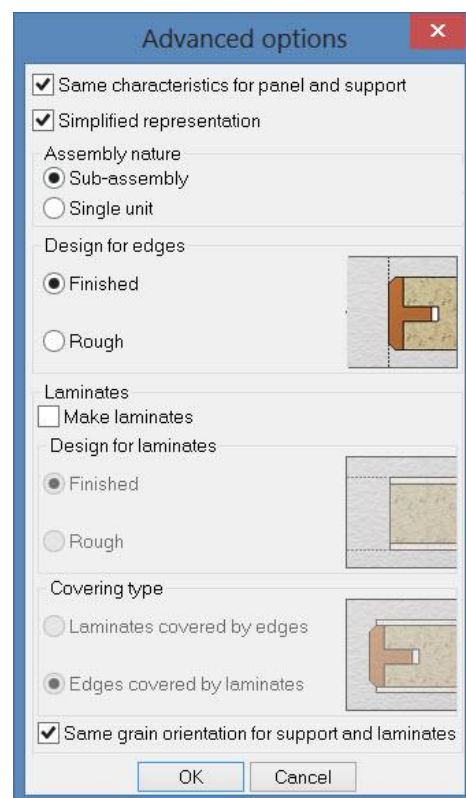 Advanced options
Same characteristics for panel and support
Simplified representation
Assembly nature
Sub-assembly
Single unit
Design for edges
Finished
Rough
Laminates
Make laminates
Design for laminates
Finished
Rough
Covering type
Laminates covered by edges
Edges covered by laminates
Same grain orientation for support and laminates
OK Cancel